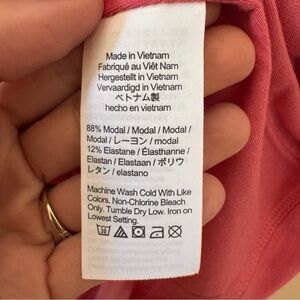 Made in Vietnam
Fabriqué au Viêt Nam
Hergestellt in Vietnam
Vervaardigd in Vietnam
ベトナム製
hecho en vietnam
88% Modal / Modal / Modal /
Modal / レーヨン / modal
12% Elastane / Élasthanne /
Elastan / Elastaan / ポリウ
レタン / elastano
Machine Wash Cold With Like
Colors. Non-Chlorine Bleach
Only. Tumble Dry Low. Iron on
Lowest Setting.